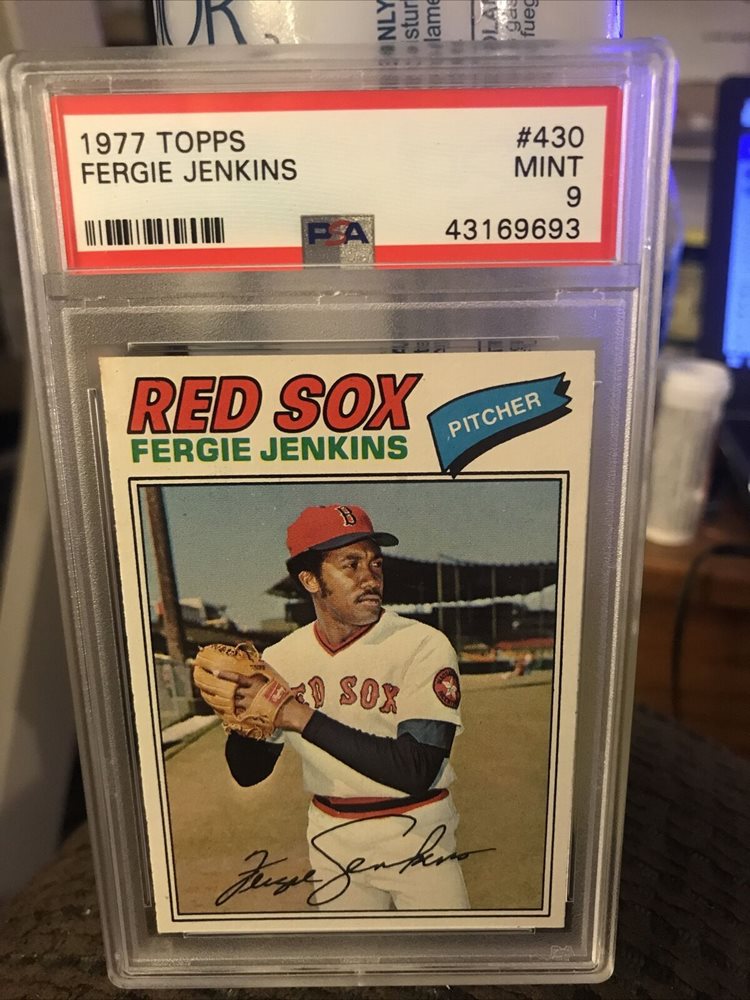 1977 TOPPS #430
FERGIE JENKINS MINT
9
PSA 43169693
RED SOX
FERGIE JENKINS
PITCHER
B
RED SOX
Fergie Jenkins